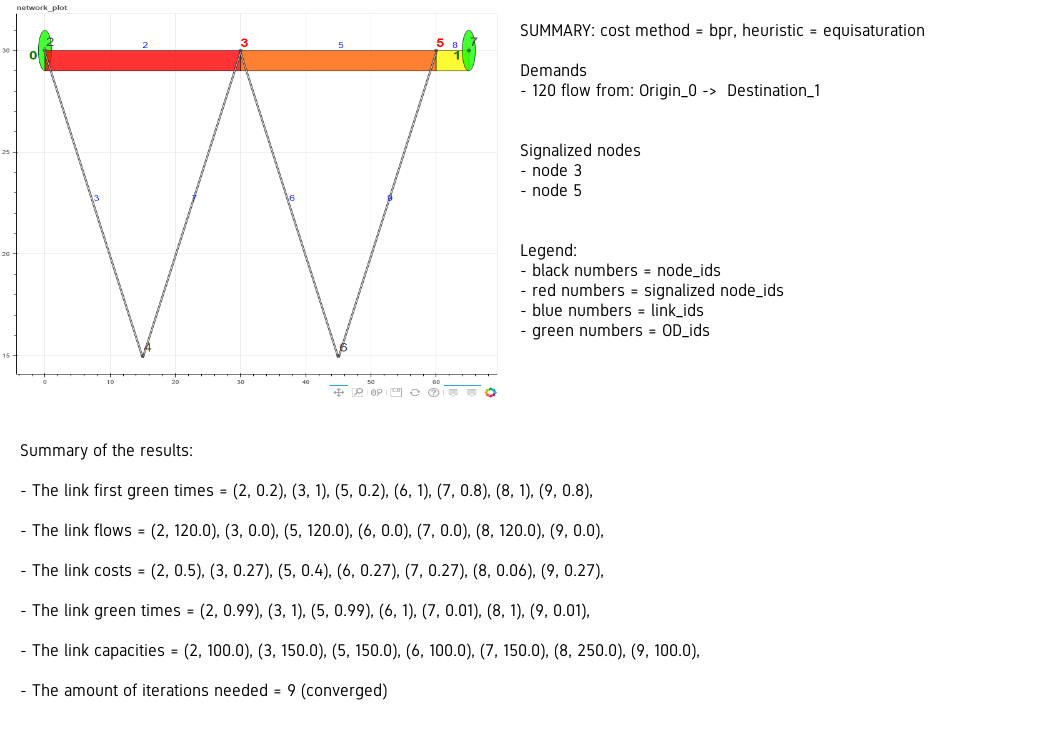 network_plot
2
7
2
3
5
5
8
0
1
30
25
3
7
6
9
20
4
6
15
0
10
20
30
40
50
60
SUMMARY: cost method = bpr, heuristic = equisaturation
Demands
- 120 flow from: Origin_0 -> Destination_1
Signalized nodes
- node 3
- node 5
Legend:
- black numbers = node_ids
- red numbers = signalized node_ids
- blue numbers = link_ids
- green numbers = OD_ids
Summary of the results:
- The link first green times = (2, 0.2), (3, 1), (5, 0.2), (6, 1), (7, 0.8), (8, 1), (9, 0.8),
- The link flows = (2, 120.0), (3, 0.0), (5, 120.0), (6, 0.0), (7, 0.0), (8, 120.0), (9, 0.0),
- The link costs = (2, 0.5), (3, 0.27), (5, 0.4), (6, 0.27), (7, 0.27), (8, 0.06), (9, 0.27),
- The link green times = (2, 0.99), (3, 1), (5, 0.99), (6, 1), (7, 0.01), (8, 1), (9, 0.01),
- The link capacities = (2, 100.0), (3, 150.0), (5, 150.0), (6, 100.0), (7, 150.0), (8, 250.0), (9, 100.0),
- The amount of iterations needed = 9 (converged)